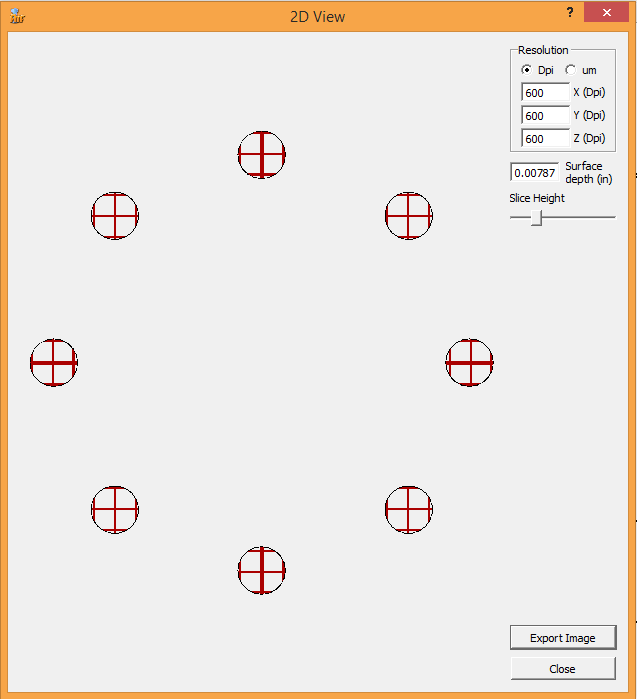 2D View
?
Resolution
Dpi
um
600 X (Dpi)
600 Y (Dpi)
600 Z (Dpi)
0.00787 Surface
depth (in)
Slice Height
Export Image
Close